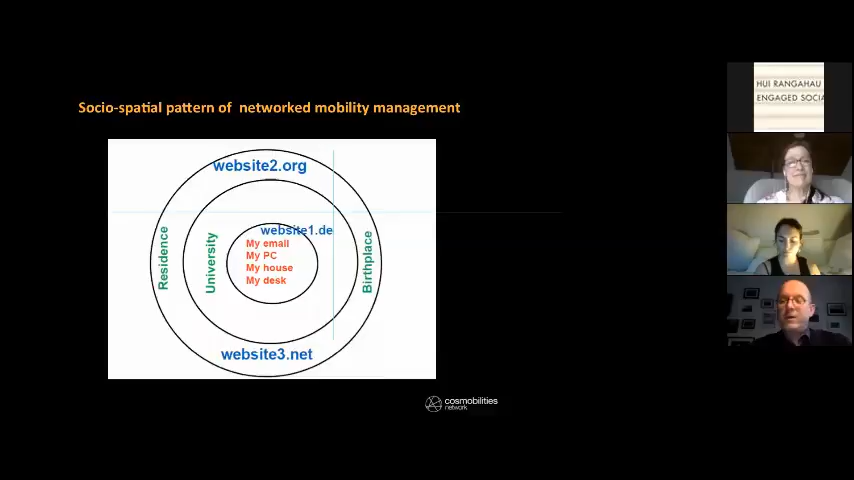 Socio-spatial pattern of networked mobility management
website2.org
website1.de
My email
My PC
My house
My desk
Residence
University
Birthplace
website3.net
cosmobilities
network
HUI RANGAHAU
ENGAGED SOCIA